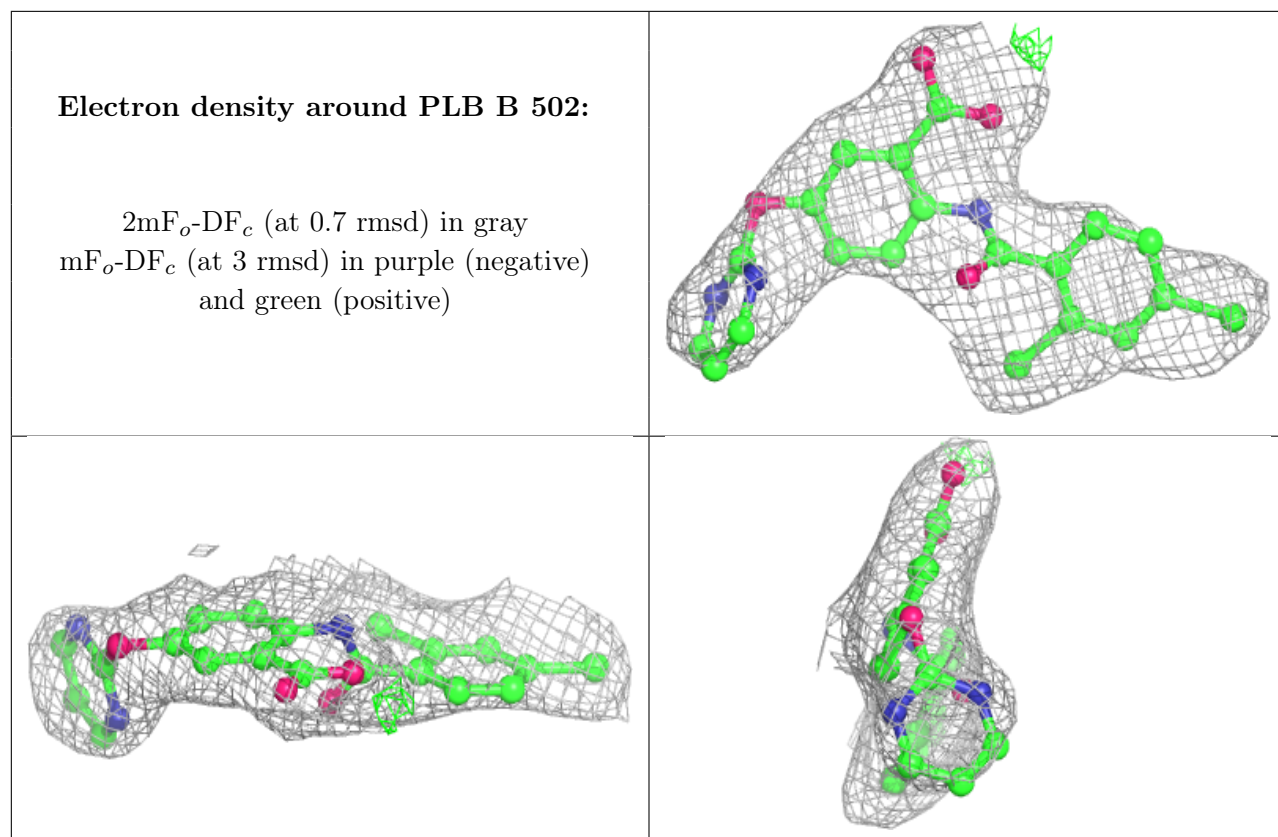 Electron density around PLB B 502:
2mFₒ-DF𝒸 (at 0.7 rmsd) in gray
mFₒ-DF𝒸 (at 3 rmsd) in purple (negative)
and green (positive)